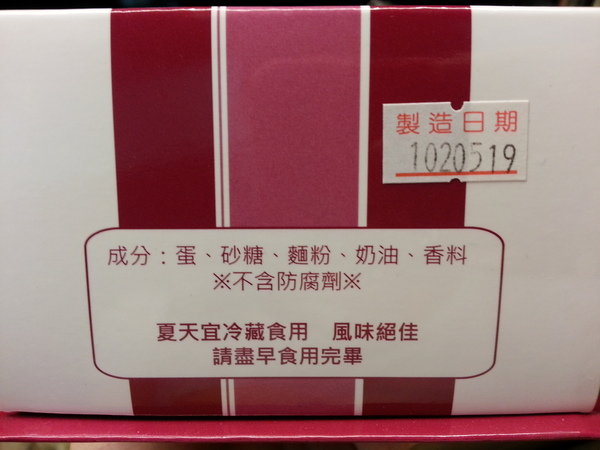 製造日期
1020519
成分：蛋、砂糖、麵粉、奶油、香料
※不含防腐劑※
夏天宜冷藏食用　風味絕佳
請盡早食用完畢